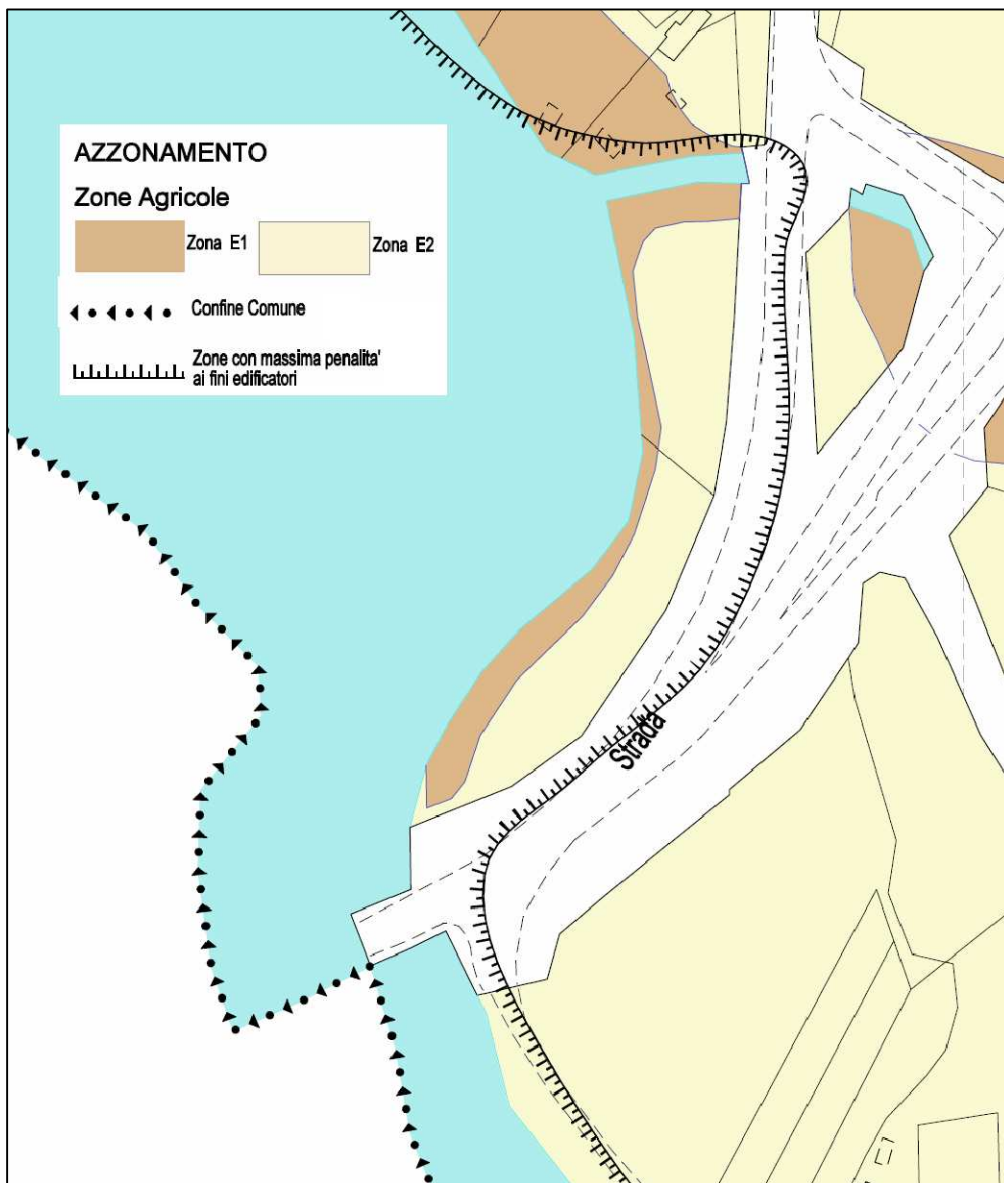 AZZONAMENTO
Zone Agricole
Zona E1
Zona E2
Confine Comune
Zone con massima penalita'
ai fini edificatori
Strada